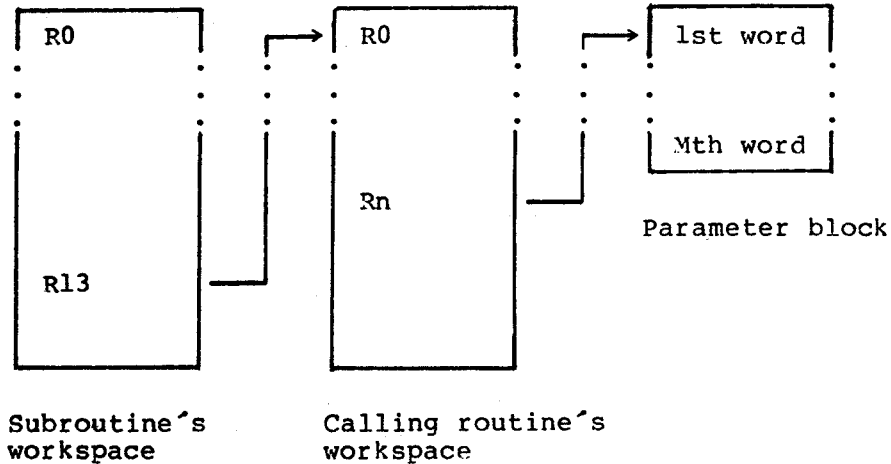 R0
R0
1st word
Mth word
Rn
Parameter block
R13
Subroutine´s
workspace
Calling routine´s
workspace